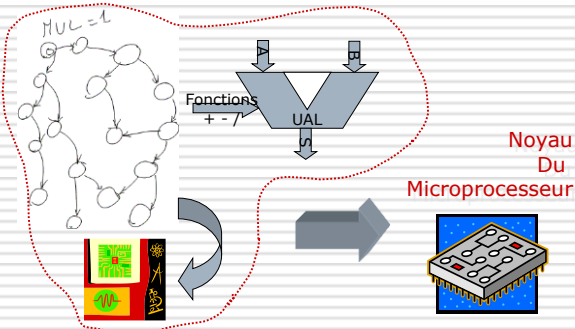 MUL=1
A
B
Fonctions
+ - /
UAL
S
Noyau
Du
Microprocesseur